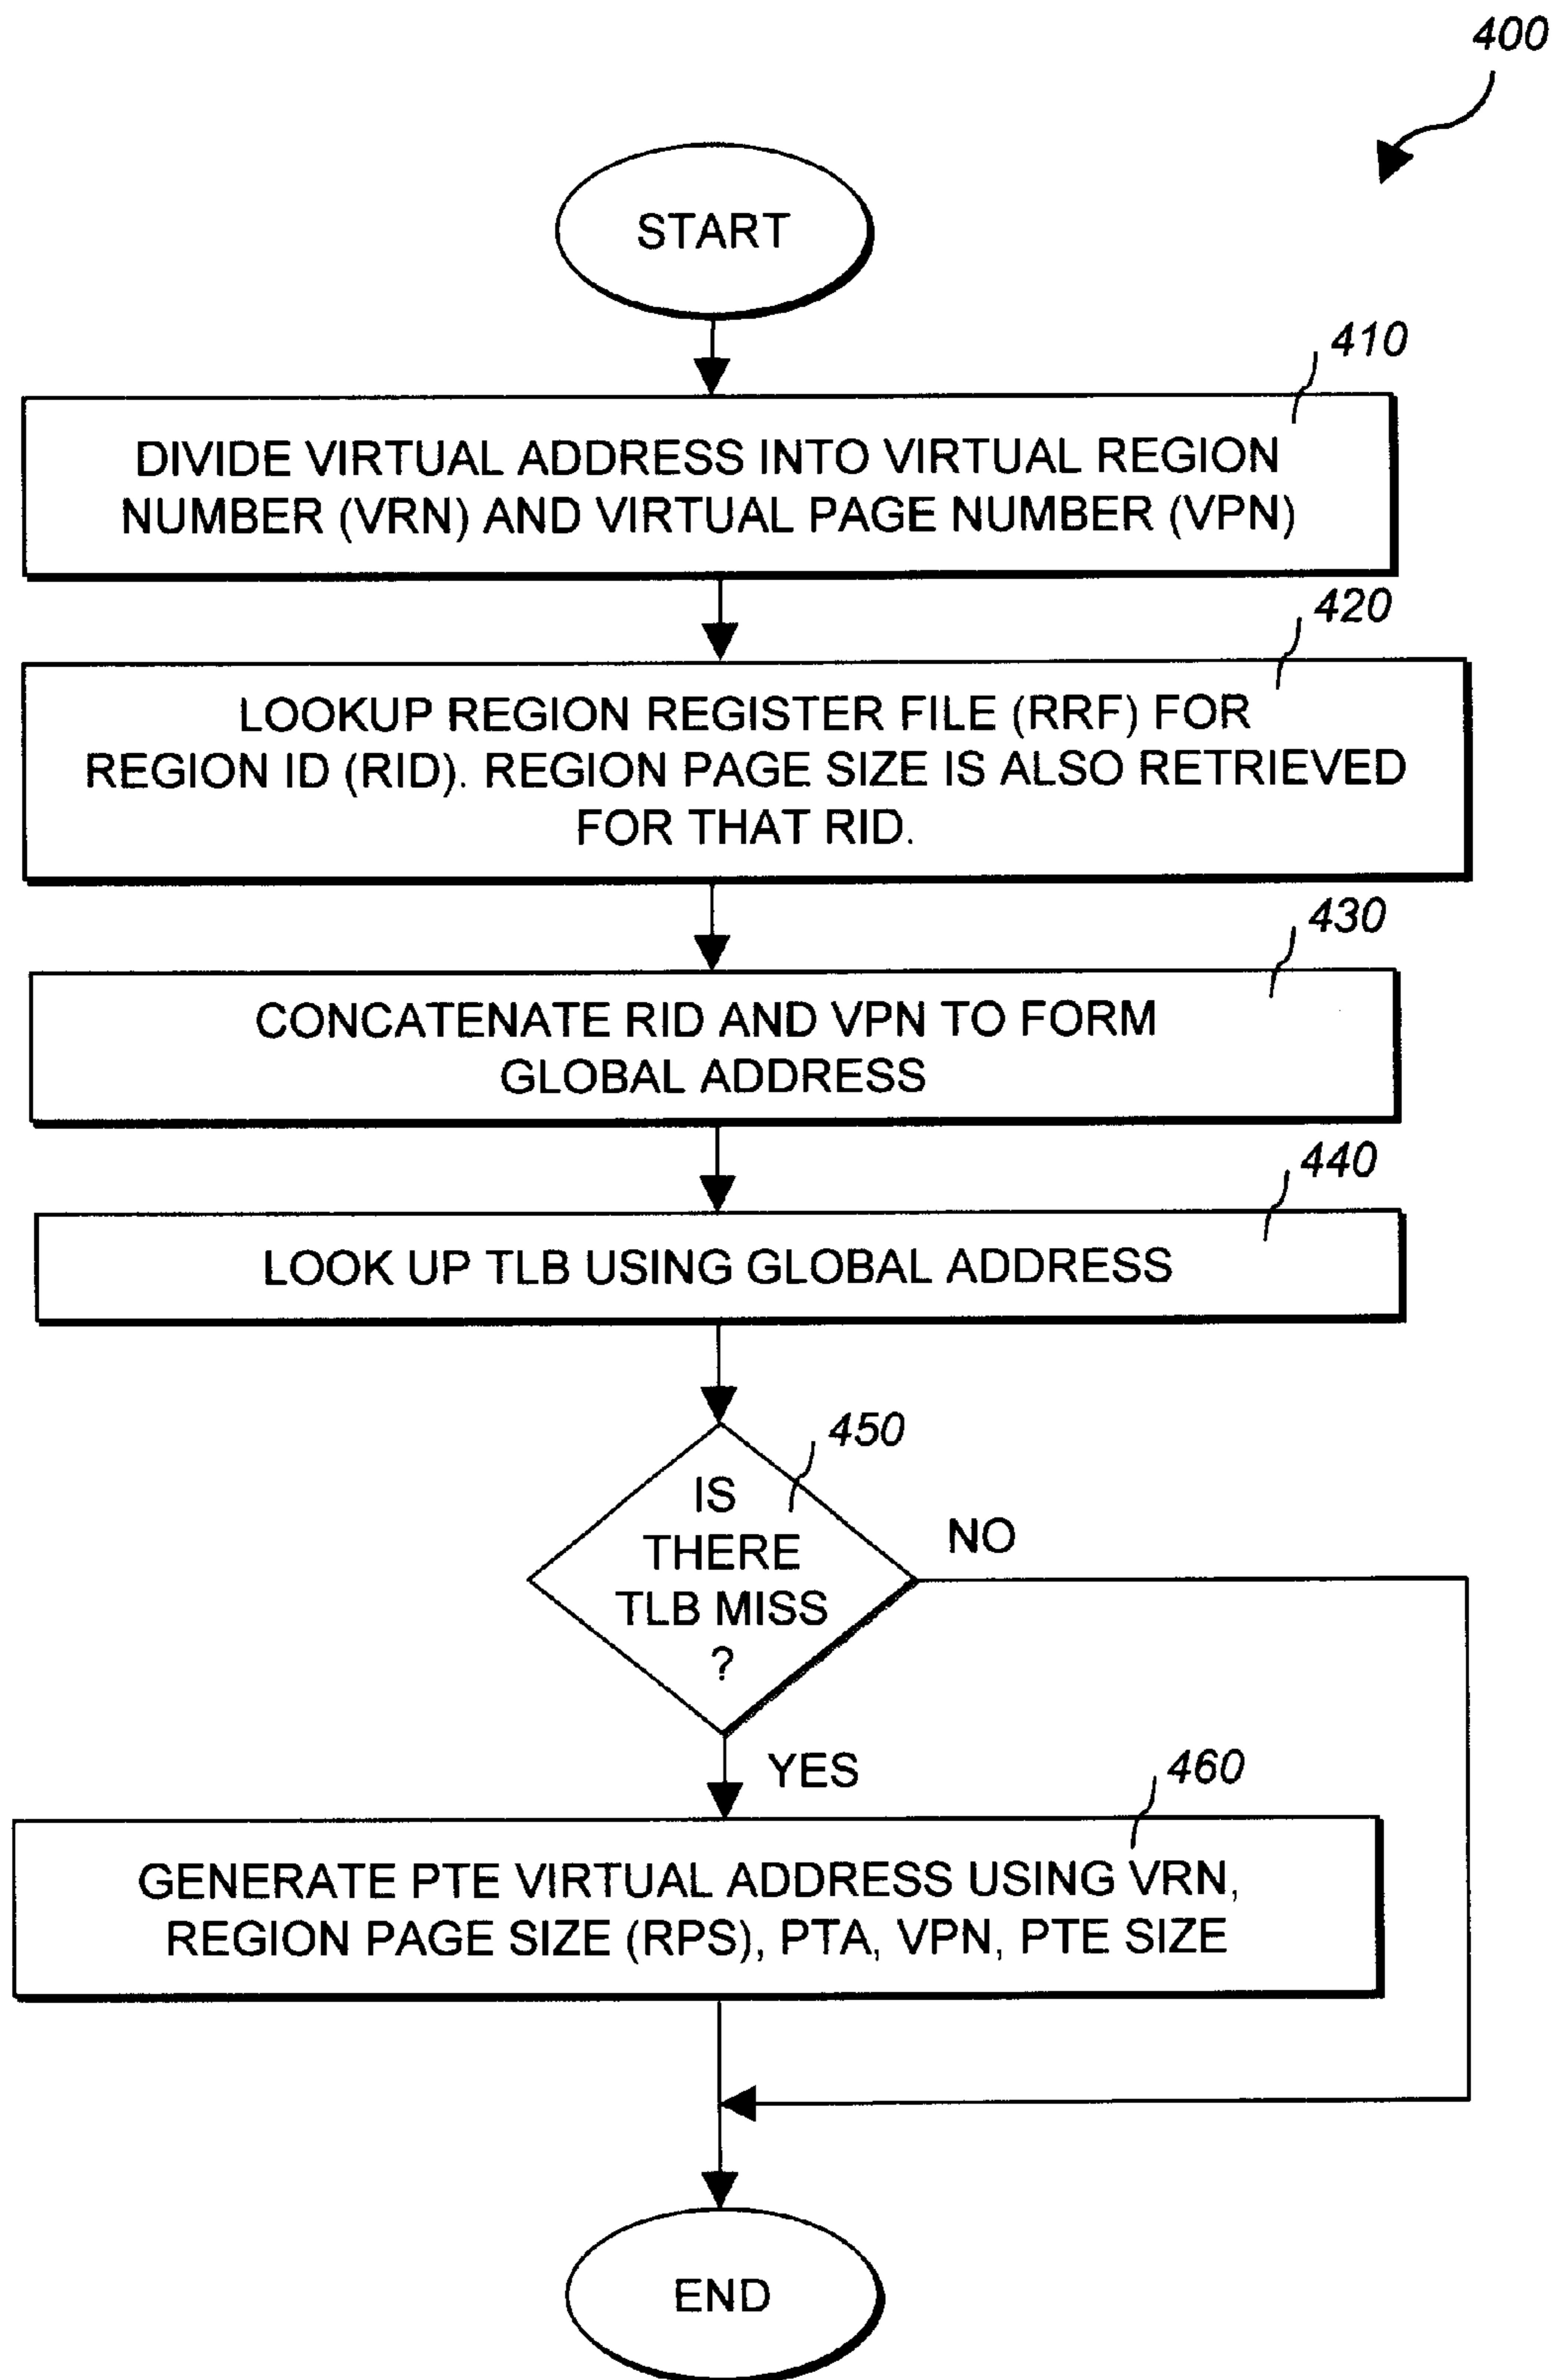 400
START
410
DIVIDE VIRTUAL ADDRESS INTO VIRTUAL REGION
NUMBER (VRN) AND VIRTUAL PAGE NUMBER (VPN)
420
LOOKUP REGION REGISTER FILE (RRF) FOR
REGION ID (RID). REGION PAGE SIZE IS ALSO RETRIEVED
FOR THAT RID.
430
CONCATENATE RID AND VPN TO FORM
GLOBAL ADDRESS
440
LOOK UP TLB USING GLOBAL ADDRESS
450
IS
THERE
TLB MISS
?
NO
YES
460
GENERATE PTE VIRTUAL ADDRESS USING VRN,
REGION PAGE SIZE (RPS), PTA, VPN, PTE SIZE
END